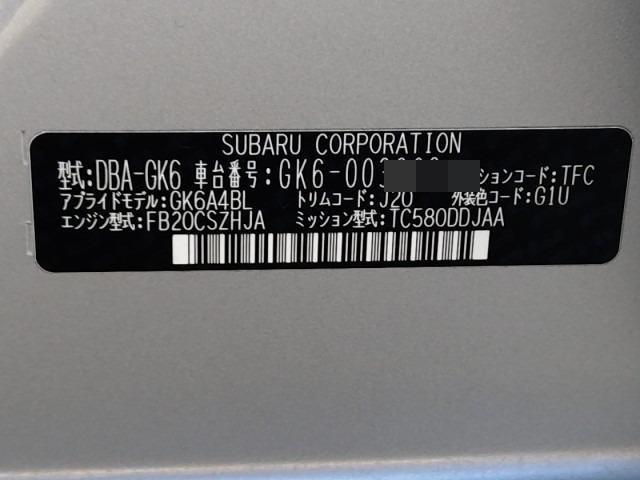 SUBARU CORPORATION
型式:DBA-GK6 車台番号:GK6-003 ションコード:TFC
アプライドモデル:GK6A4BL トリムコード:J20 外装色コード:G1U
エンジン型式:FB20CSZHJA ミッション型式:TC580DDJAA